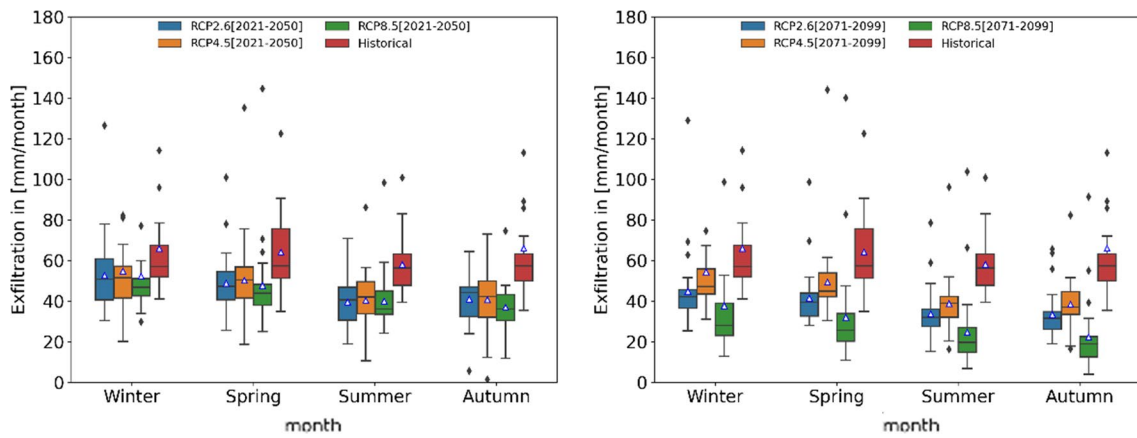 RCP2.6[2021-2050] RCP8.5[2021-2050]
RCP4.5[2021-2050] Historical
Exfiltration in [mm/month]
180
160
140
120
100
80
60
40
20
0
Winter Spring Summer Autumn
month
RCP2.6[2071-2099] RCP8.5[2071-2099]
RCP4.5[2071-2099] Historical
Exfiltration in [mm/month]
180
160
140
120
100
80
60
40
20
0
Winter Spring Summer Autumn
month